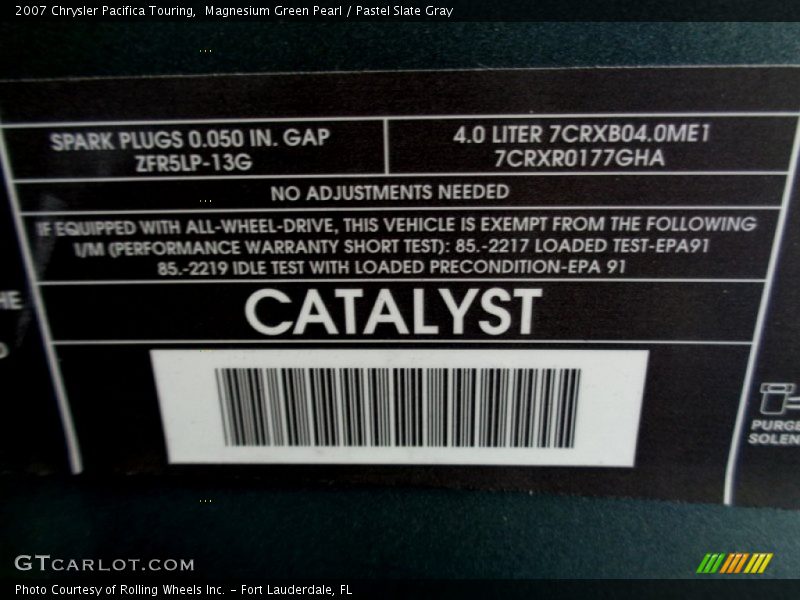 2007 Chrysler Pacifica Touring,  Magnesium Green Pearl / Pastel Slate Gray
SPARK PLUGS 0.050 IN. GAP
ZFR5LP-13G
4.0 LITER 7CRXB04.0ME1
7CRXR0177GHA
NO ADJUSTMENTS NEEDED
IF EQUIPPED WITH ALL-WHEEL-DRIVE, THIS VEHICLE IS EXEMPT FROM THE FOLLOWING
I/M (PERFORMANCE WARRANTY SHORT TEST): 85.-2217 LOADED TEST-EPA91
85.-2219 IDLE TEST WITH LOADED PRECONDITION-EPA 91
HE
CATALYST
PURGE
SOLEN
GTCARLOT.COM
Photo Courtesy of Rolling Wheels Inc. – Fort Lauderdale, FL